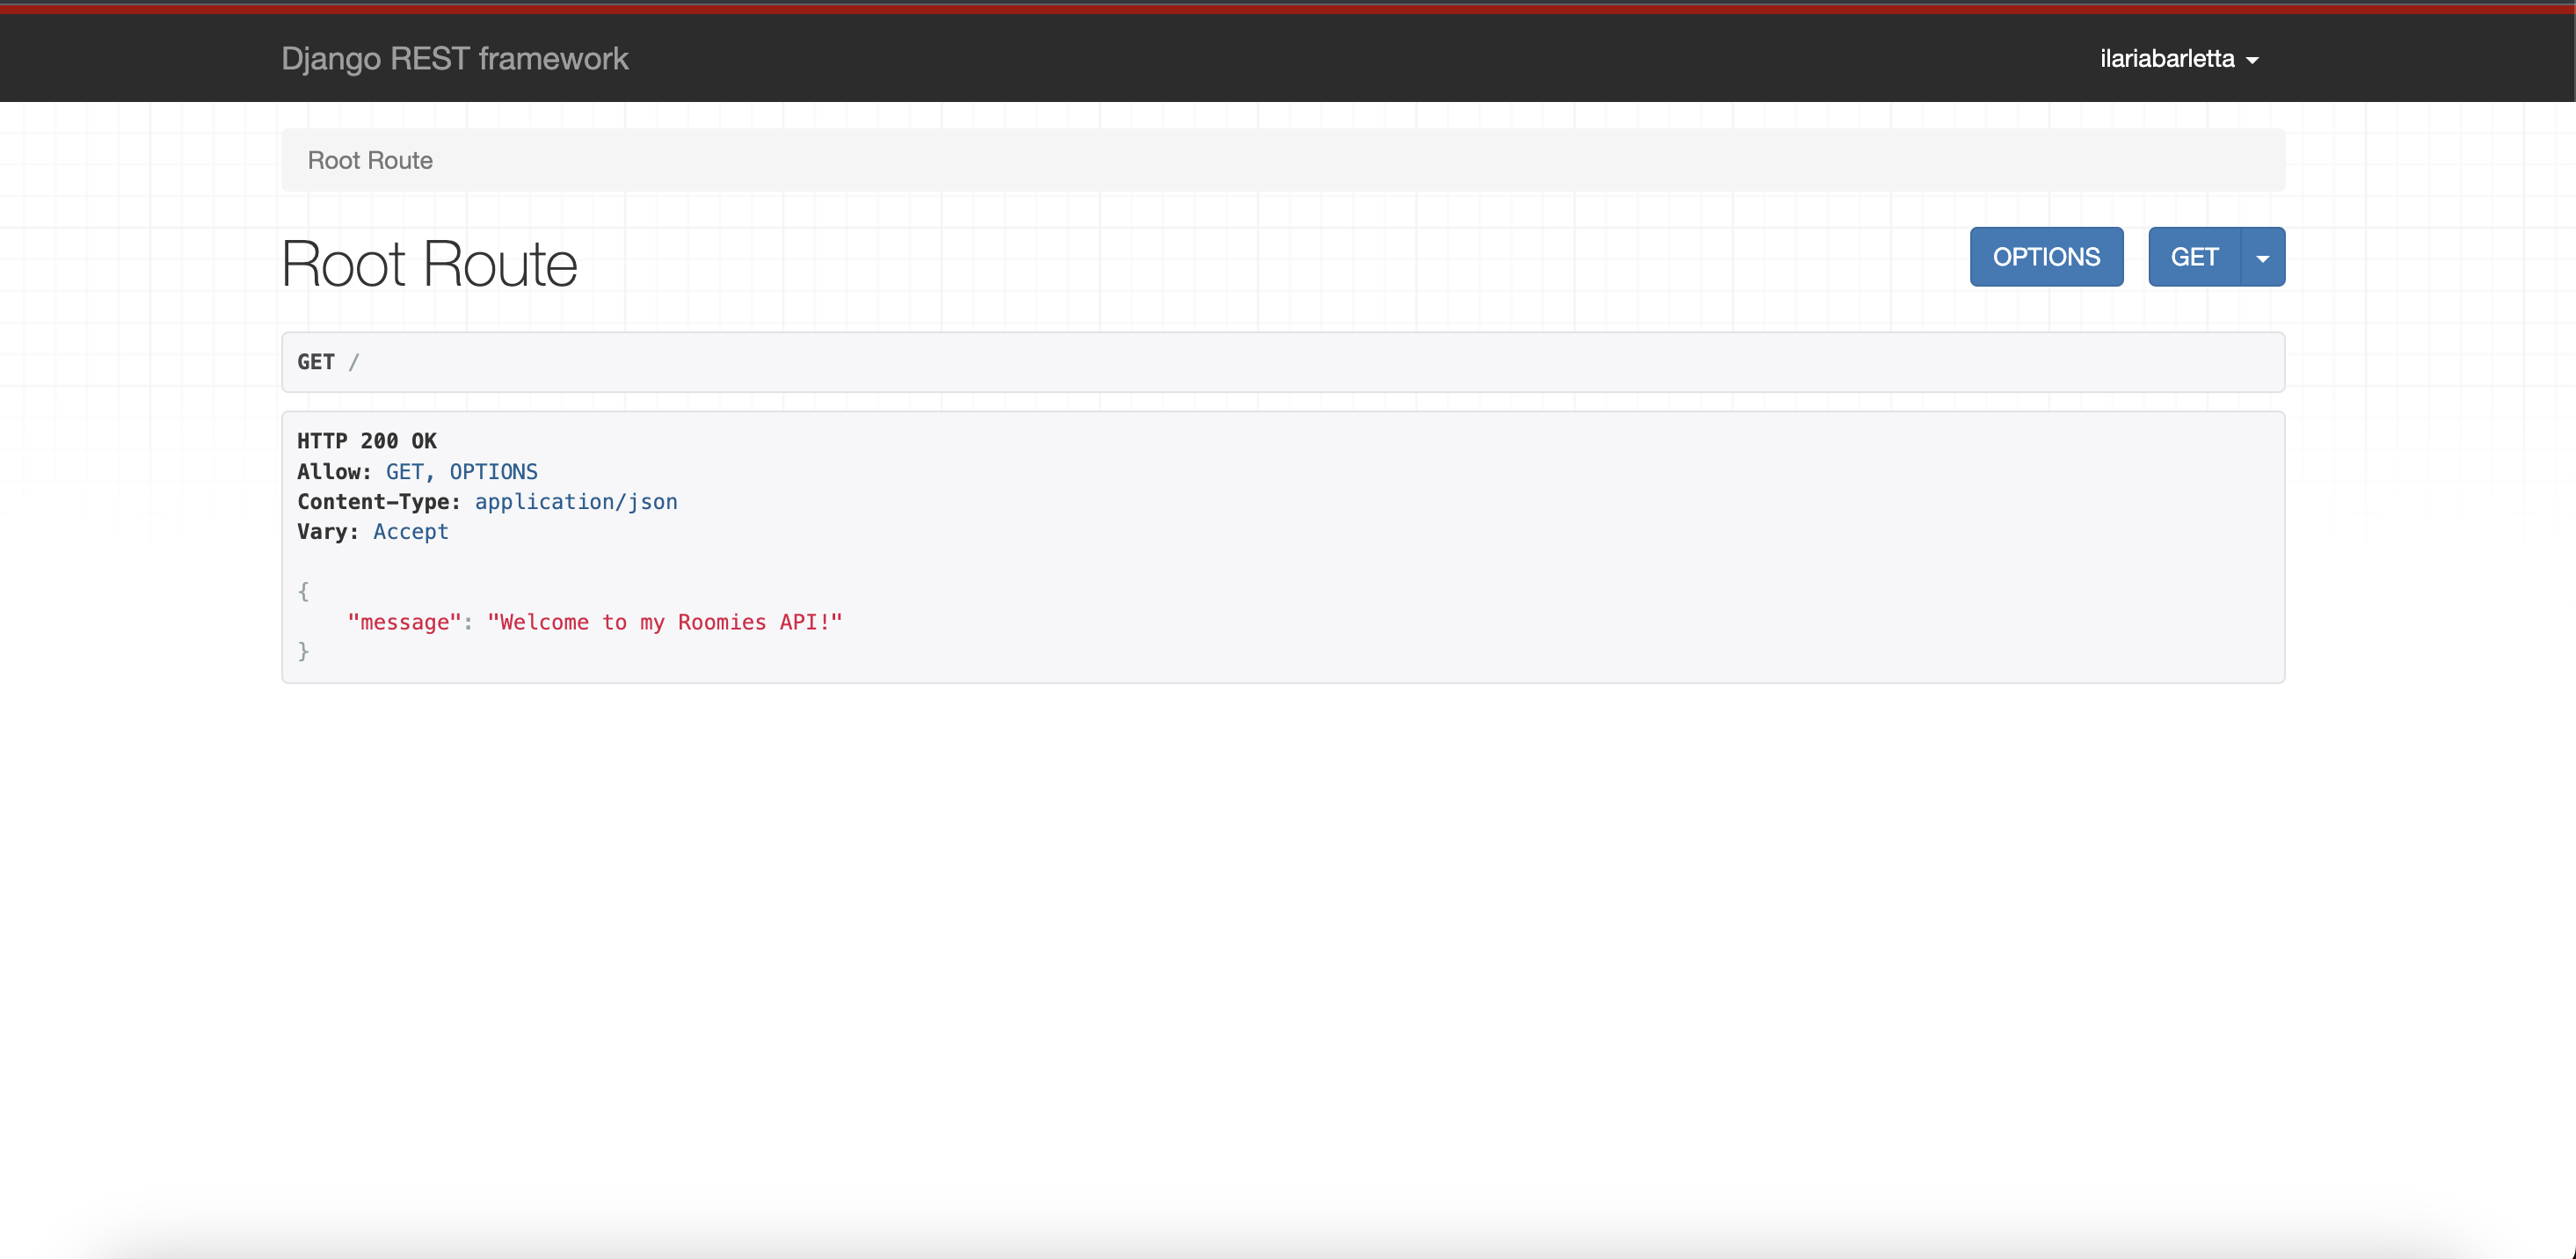 Django REST framework
ilariabarletta
Root Route
Root Route
OPTIONS
GET
GET /
HTTP 200 OK
Allow: GET, OPTIONS
Content-Type: application/json
Vary: Accept
{
    "message": "Welcome to my Roomies API!"
}